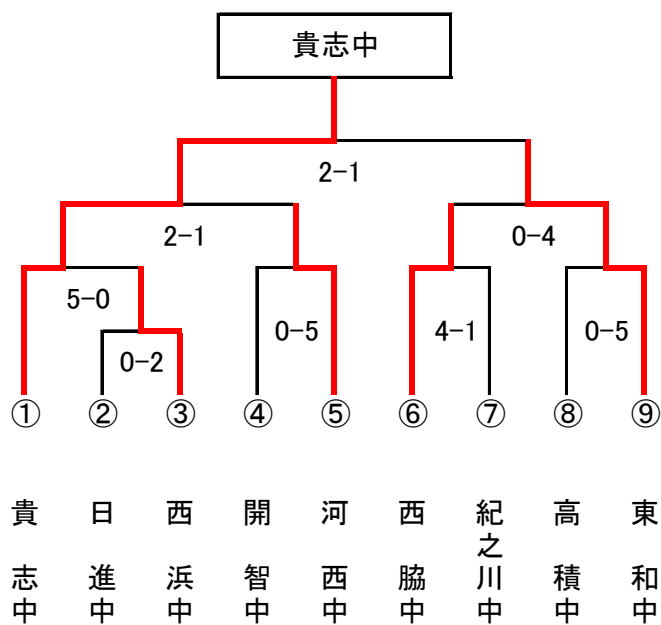 貴志中
2-1
2-1
0-4
5-0
0-5
4-1
0-5
0-2
①
②
③
④
⑤
⑥
⑦
⑧
⑨
貴志中
日進中
西浜中
開智中
河西中
西脇中
紀之川中
高積中
東和中